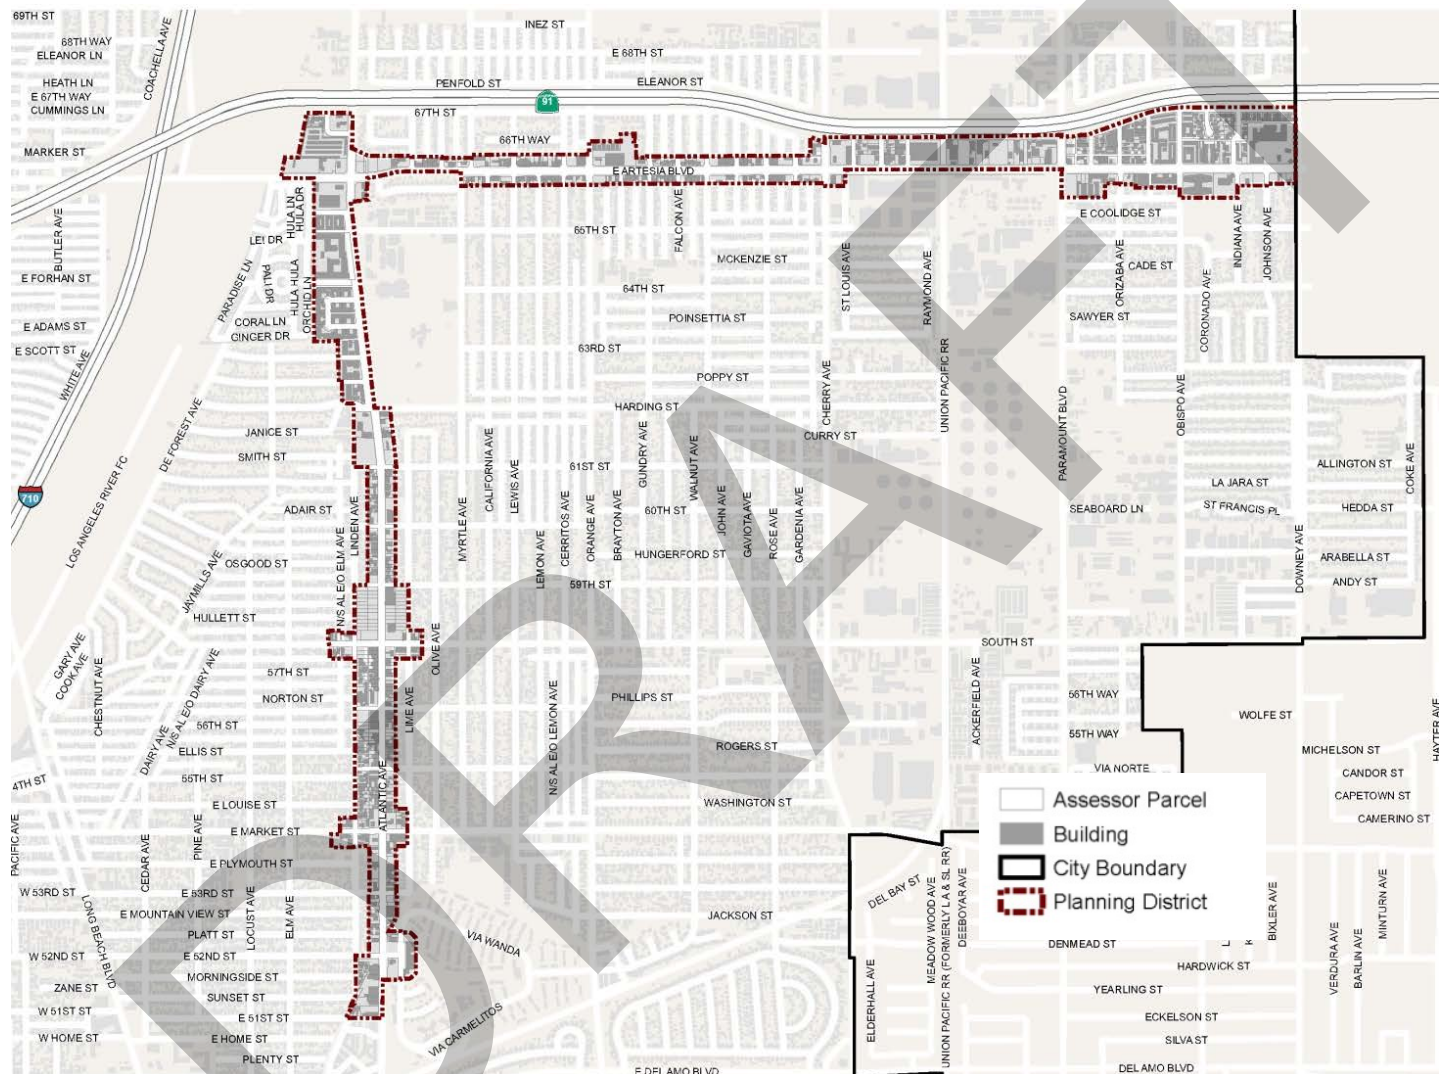 69TH ST
68TH WAY
ELEANOR LN
HEATH LN
E 67TH WAY
CUMMINGS LN
MARKER ST
COACHELLA AVE
INEZ ST
E 68TH ST
PENFOLD ST
ELEANOR ST
91
67TH ST
66TH WAY
E ARTESIA BLVD
BUTLER AVE
HULA LN
HULA DR
LEI DR
65TH ST
FALCON AVE
E COOLIDGE ST
INDIANA AVE
JOHNSON AVE
E FORHAN ST
PARADISE LN
PALI DR
HULA HULA
ORCHID LN
MCKENZIE ST
ST LOUIS AVE
RAYMOND AVE
ORIZABA AVE
CADE ST
CORONADO AVE
64TH ST
E ADAMS ST
CORAL LN
GINGER DR
POINSETTIA ST
SAWYER ST
E SCOTT ST
WHITE AVE
63RD ST
POPPY ST
CHERRY AVE
UNION PACIFIC RR
PARAMOUNT BLVD
OBISPO AVE
DE FOREST AVE
HARDING ST
JANICE ST
CURRY ST
SMITH ST
CALIFORNIA AVE
LEWIS AVE
61ST ST
GUNDRY AVE
WALNUT AVE
ALLINGTON ST
COKE AVE
LA JARA ST
710
LOS ANGELES RIVER FC
ADAIR ST
N/S AL E/O ELM AVE
LINDEN AVE
MYRTLE AVE
LEMON AVE
CERRITOS AVE
ORANGE AVE
BRAYTON AVE
60TH ST
JOHN AVE
GAVIOTA AVE
ROSE AVE
GARDENIA AVE
SEABOARD LN
ST FRANCIS PL
HEDDA ST
OSGOOD ST
HUNGERFORD ST
ARABELLA ST
JAYMILLS AVE
59TH ST
DOWNEY AVE
ANDY ST
HULLETT ST
GARY AVE
COOK AVE
OLIVE AVE
SOUTH ST
CHESTNUT AVE
57TH ST
NORTON ST
N/S AL E/O DAIRY AVE
DAIRY AVE
LIME AVE
N/S AL E/O LEMON AVE
PHILLIPS ST
ACKERFIELD AVE
56TH WAY
WOLFE ST
HAYTER AVE
56TH ST
55TH WAY
ELLIS ST
ROGERS ST
MICHELSON ST
55TH ST
VIA NORTE
CANDOR ST
4TH ST
ATLANTIC AVE
CAPETOWN ST
E LOUISE ST
WASHINGTON ST
CAMERINO ST
PACIFIC AVE
CEDAR AVE
PINE AVE
E MARKET ST
E PLYMOUTH ST
Assessor Parcel
Building
City Boundary
Planning District
W 53RD ST
E 53RD ST
LONG BEACH BLVD
LOCUST AVE
ELM AVE
DEL BAY ST
MEADOW WOOD AVE
UNION PACIFIC RR (FORMERLY LA & SL RR)
DEEBOYAR AVE
BIXLER AVE
MINTURN AVE
E MOUNTAIN VIEW ST
JACKSON ST
PLATT ST
VIA WANDA
DENMEAD ST
VERDURA AVE
BARLIN AVE
W 52ND ST
E 52ND ST
HARDWICK ST
MORNINGSIDE ST
ZANE ST
SUNSET ST
YEARLING ST
ELDERHALL AVE
W 51ST ST
E 51ST ST
VIA CARMELITOS
ECKELSON ST
W HOME ST
E HOME ST
SILVA ST
PLENTY ST
E DEL AMO BLVD
DEL AMO BLVD
DRAFT